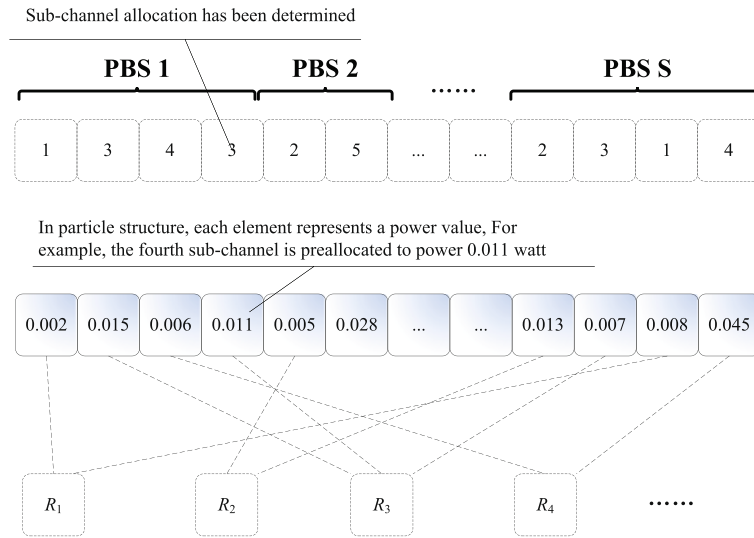 Sub-channel allocation has been determined
PBS 1 PBS 2 ...... PBS S
1 3 4 3 2 5 ... ... 2 3 1 4
In particle structure, each element represents a power value, For
example, the fourth sub-channel is preallocated to power 0.011 watt
0.002 0.015 0.006 0.011 0.005 0.028 ... ... 0.013 0.007 0.008 0.045
R1 R2 R3 R4 ......